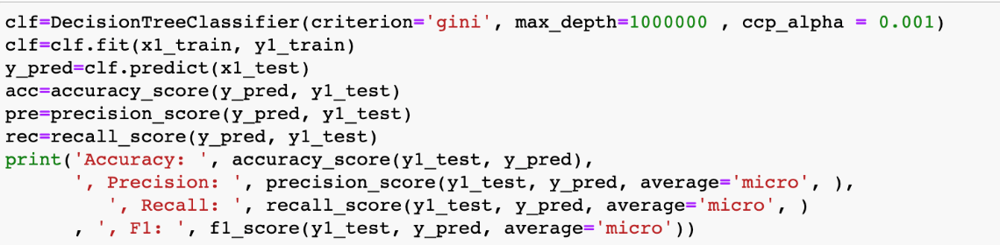 clf=DecisionTreeClassifier(criterion='gini', max_depth=1000000 , ccp_alpha = 0.001)
clf=clf.fit(x1_train, y1_train)
y_pred=clf.predict(x1_test)
acc=accuracy_score(y_pred, y1_test)
pre=precision_score(y_pred, y1_test)
rec=recall_score(y_pred, y1_test)
print('Accuracy: ', accuracy_score(y1_test, y_pred),
      ', Precision: ', precision_score(y1_test, y_pred, average='micro', ),
         ', Recall: ', recall_score(y1_test, y_pred, average='micro', )
      , ', F1: ', f1_score(y1_test, y_pred, average='micro'))